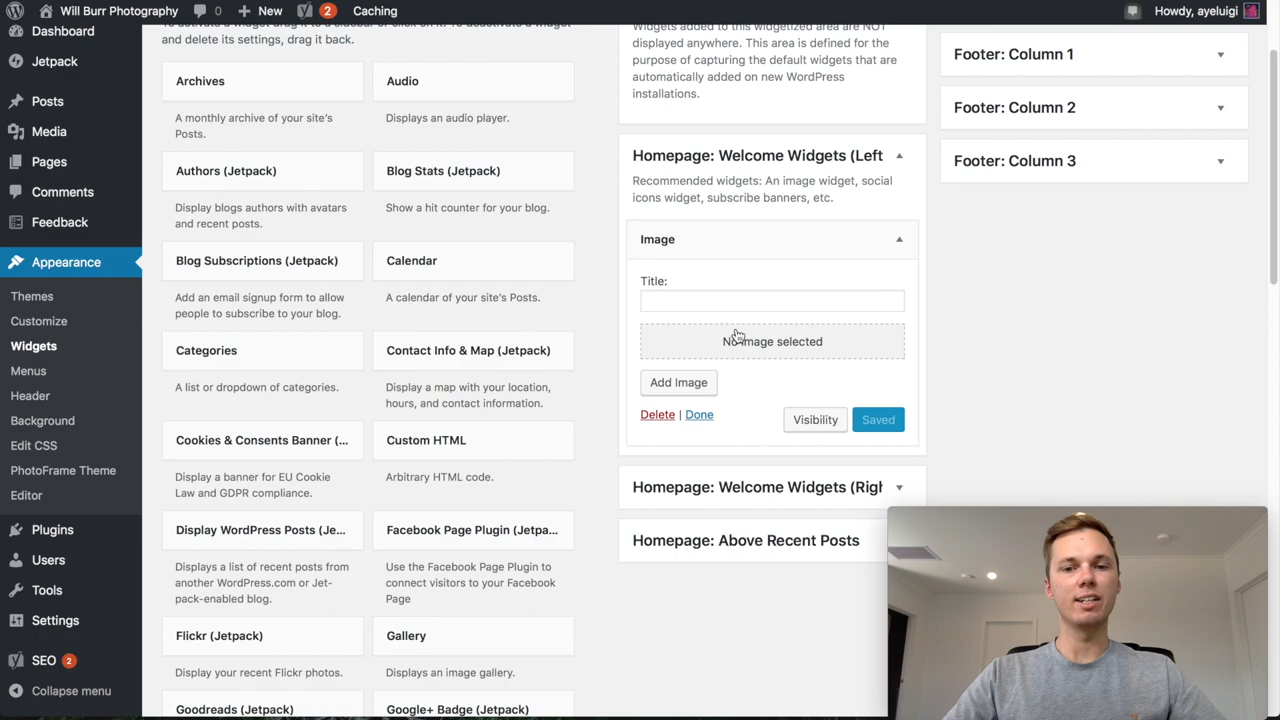 Will Burr Photography 0 New 2 Caching Howdy, ayeluigi
Dashboard
Jetpack
Posts
Media
Pages
Comments
Feedback
Appearance
Themes
Customize
Widgets
Menus
Header
Background
Edit CSS
PhotoFrame Theme
Editor
Plugins
Users
Tools
Settings
SEO 2
Collapse menu
and delete its settings, drag it back.
Archives
A monthly archive of your site's
Posts.
Audio
Displays an audio player.
Authors (Jetpack)
Display blogs authors with avatars
and recent posts.
Blog Stats (Jetpack)
Show a hit counter for your blog.
Blog Subscriptions (Jetpack)
Add an email signup form to allow
people to subscribe to your blog.
Calendar
A calendar of your site's Posts.
Categories
A list or dropdown of categories.
Contact Info & Map (Jetpack)
Display a map with your location,
hours, and contact information.
Cookies & Consents Banner (...
Display a banner for EU Cookie
Law and GDPR compliance.
Custom HTML
Arbitrary HTML code.
Display WordPress Posts (Je...
Displays a list of recent posts from
another WordPress.com or Jet-
pack-enabled blog.
Facebook Page Plugin (Jetpa...
Use the Facebook Page Plugin to
connect visitors to your Facebook
Page
Flickr (Jetpack)
Display your recent Flickr photos.
Gallery
Displays an image gallery.
Goodreads (Jetpack)
Google+ Badge (Jetpack)
Widgets added to this widgetized area are NOT
displayed anywhere. This area is defined for the
purpose of capturing the default widgets that are
automatically added on new WordPress
installations.
Homepage: Welcome Widgets (Left
Recommended widgets: An image widget, social
icons widget, subscribe banners, etc.
Image
Title:
No image selected
Add Image
Delete | Done
Visibility
Saved
Homepage: Welcome Widgets (Righ
Homepage: Above Recent Posts
Footer: Column 1
Footer: Column 2
Footer: Column 3